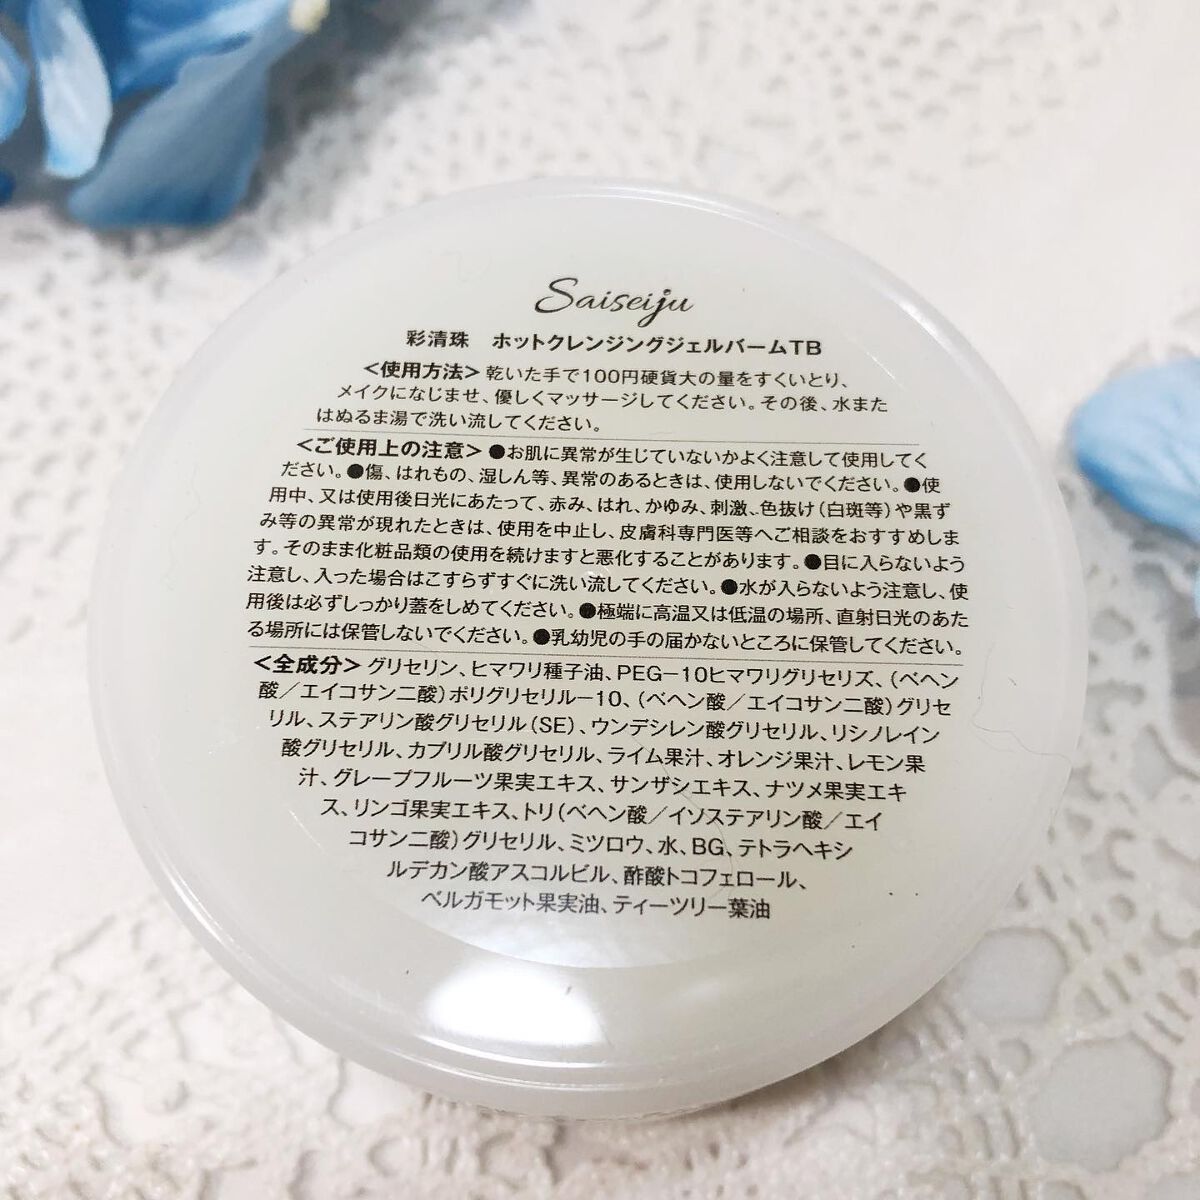 Saiseiju
彩清珠　ホットクレンジングジェルバームTB
＜使用方法＞乾いた手で100円硬貨大の量をすくいとり、
メイクになじませ、優しくマッサージしてください。その後、水また
はぬるま湯で洗い流してください。
＜ご使用上の注意＞●お肌に異常が生じていないかよく注意して使用してく
ださい。●傷、はれもの、湿しん等、異常のあるときは、使用しないでください。●使
用中、又は使用後日光にあたって、赤み、はれ、かゆみ、刺激、色抜け（白斑等）や黒ず
み等の異常が現れたときは、使用を中止し、皮膚科専門医等へご相談をおすすめしま
す。そのまま化粧品類の使用を続けますと悪化することがあります。●目に入らないよう
注意し、入った場合はこすらずすぐに洗い流してください。●水が入らないよう注意し、使
用後は必ずしっかり蓋をしめてください。●極端に高温又は低温の場所、直射日光のあた
る場所には保管しないでください。●乳幼児の手の届かないところに保管してください。
＜全成分＞グリセリン、ヒマワリ種子油、PEG－10ヒマワリグリセリズ、（ベヘン
酸／エイコサン二酸）ポリグリセリル－10、（ベヘン酸／エイコサン二酸）グリセ
リル、ステアリン酸グリセリル（SE）、ウンデシレン酸グリセリル、リシノレイン
酸グリセリル、カプリル酸グリセリル、ライム果汁、オレンジ果汁、レモン果
汁、グレープフルーツ果実エキス、サンザシエキス、ナツメ果実エキ
ス、リンゴ果実エキス、トリ（ベヘン酸／イソステアリン酸／エイ
コサン二酸）グリセリル、ミツロウ、水、BG、テトラヘキシ
ルデカン酸アスコルビル、酢酸トコフェロール、
ベルガモット果実油、ティーツリー葉油